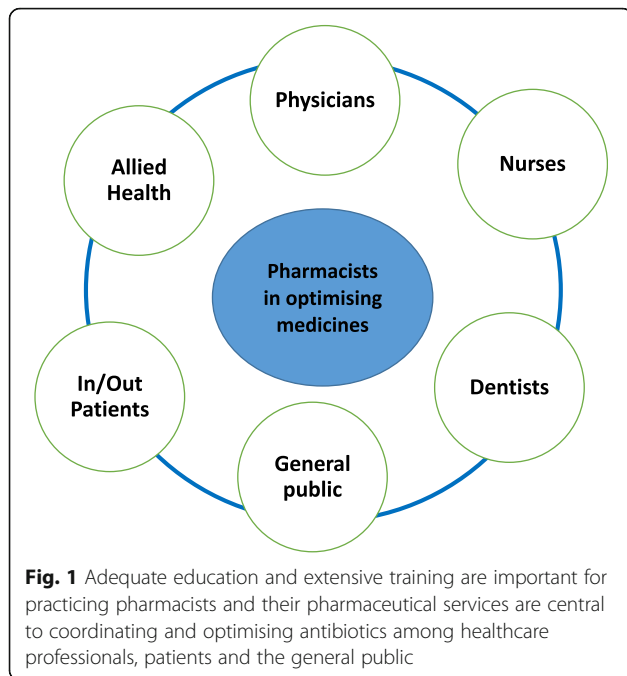 Physicians
Nurses
Allied
Health
Pharmacists
in optimising
medicines
In/Out
Patients
Dentists
General
public
Fig. 1 Adequate education and extensive training are important for
practicing pharmacists and their pharmaceutical services are central
to coordinating and optimising antibiotics among healthcare
professionals, patients and the general public